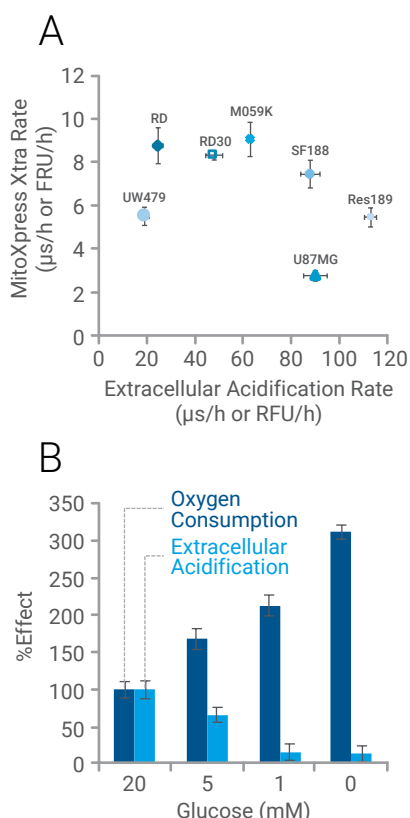 A
MitoXpress Xtra Rate
(µs/h or FRU/h)
12
10
8
6
4
2
0
RD
RD30
M059K
SF188
UW479
Res189
U87MG
0 20 40 60 80 100 120
Extracellular Acidification Rate
(µs/h or RFU/h)
B
%Effect
350
300
250
200
150
100
50
0
Oxygen
Consumption
Extracellular
Acidification
20 5 1 0
Glucose (mM)